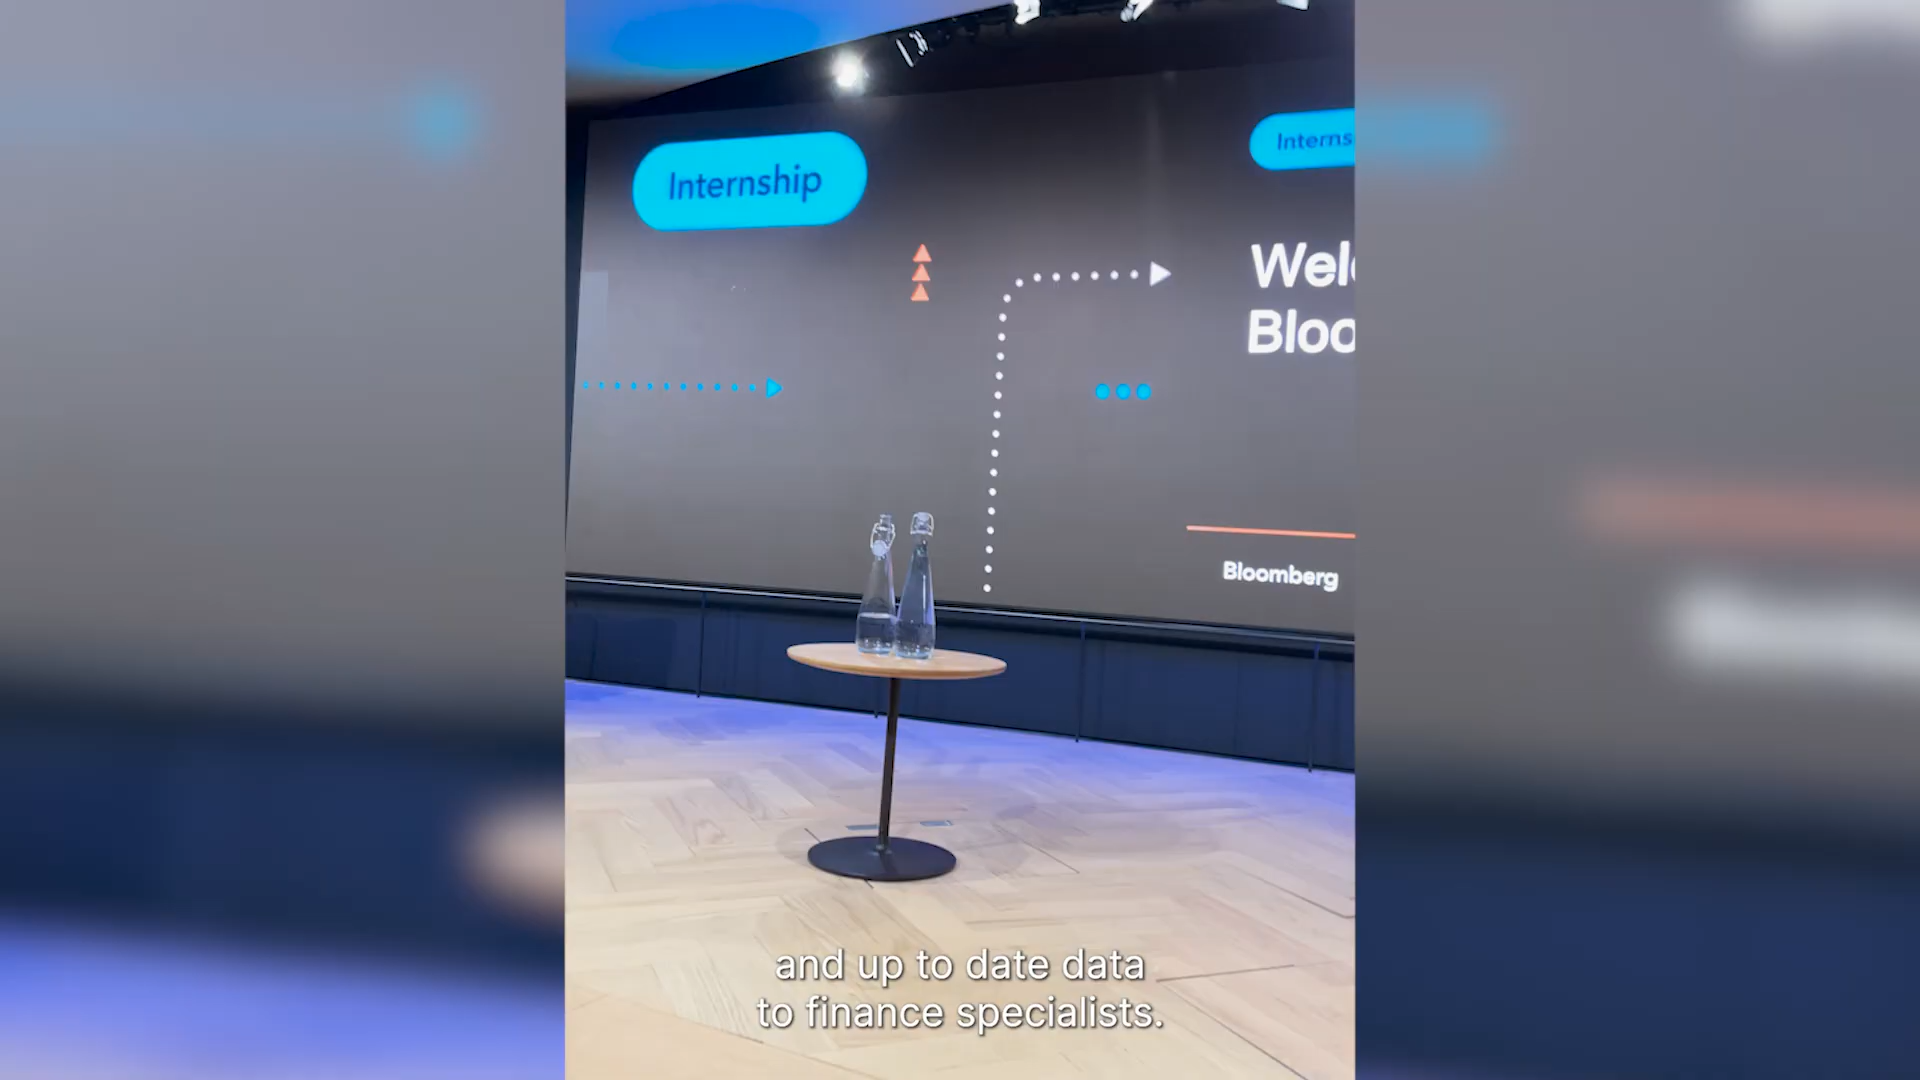 Internship
Interns
Wel
Bloo
Bloomberg
and up to date data
to finance specialists.